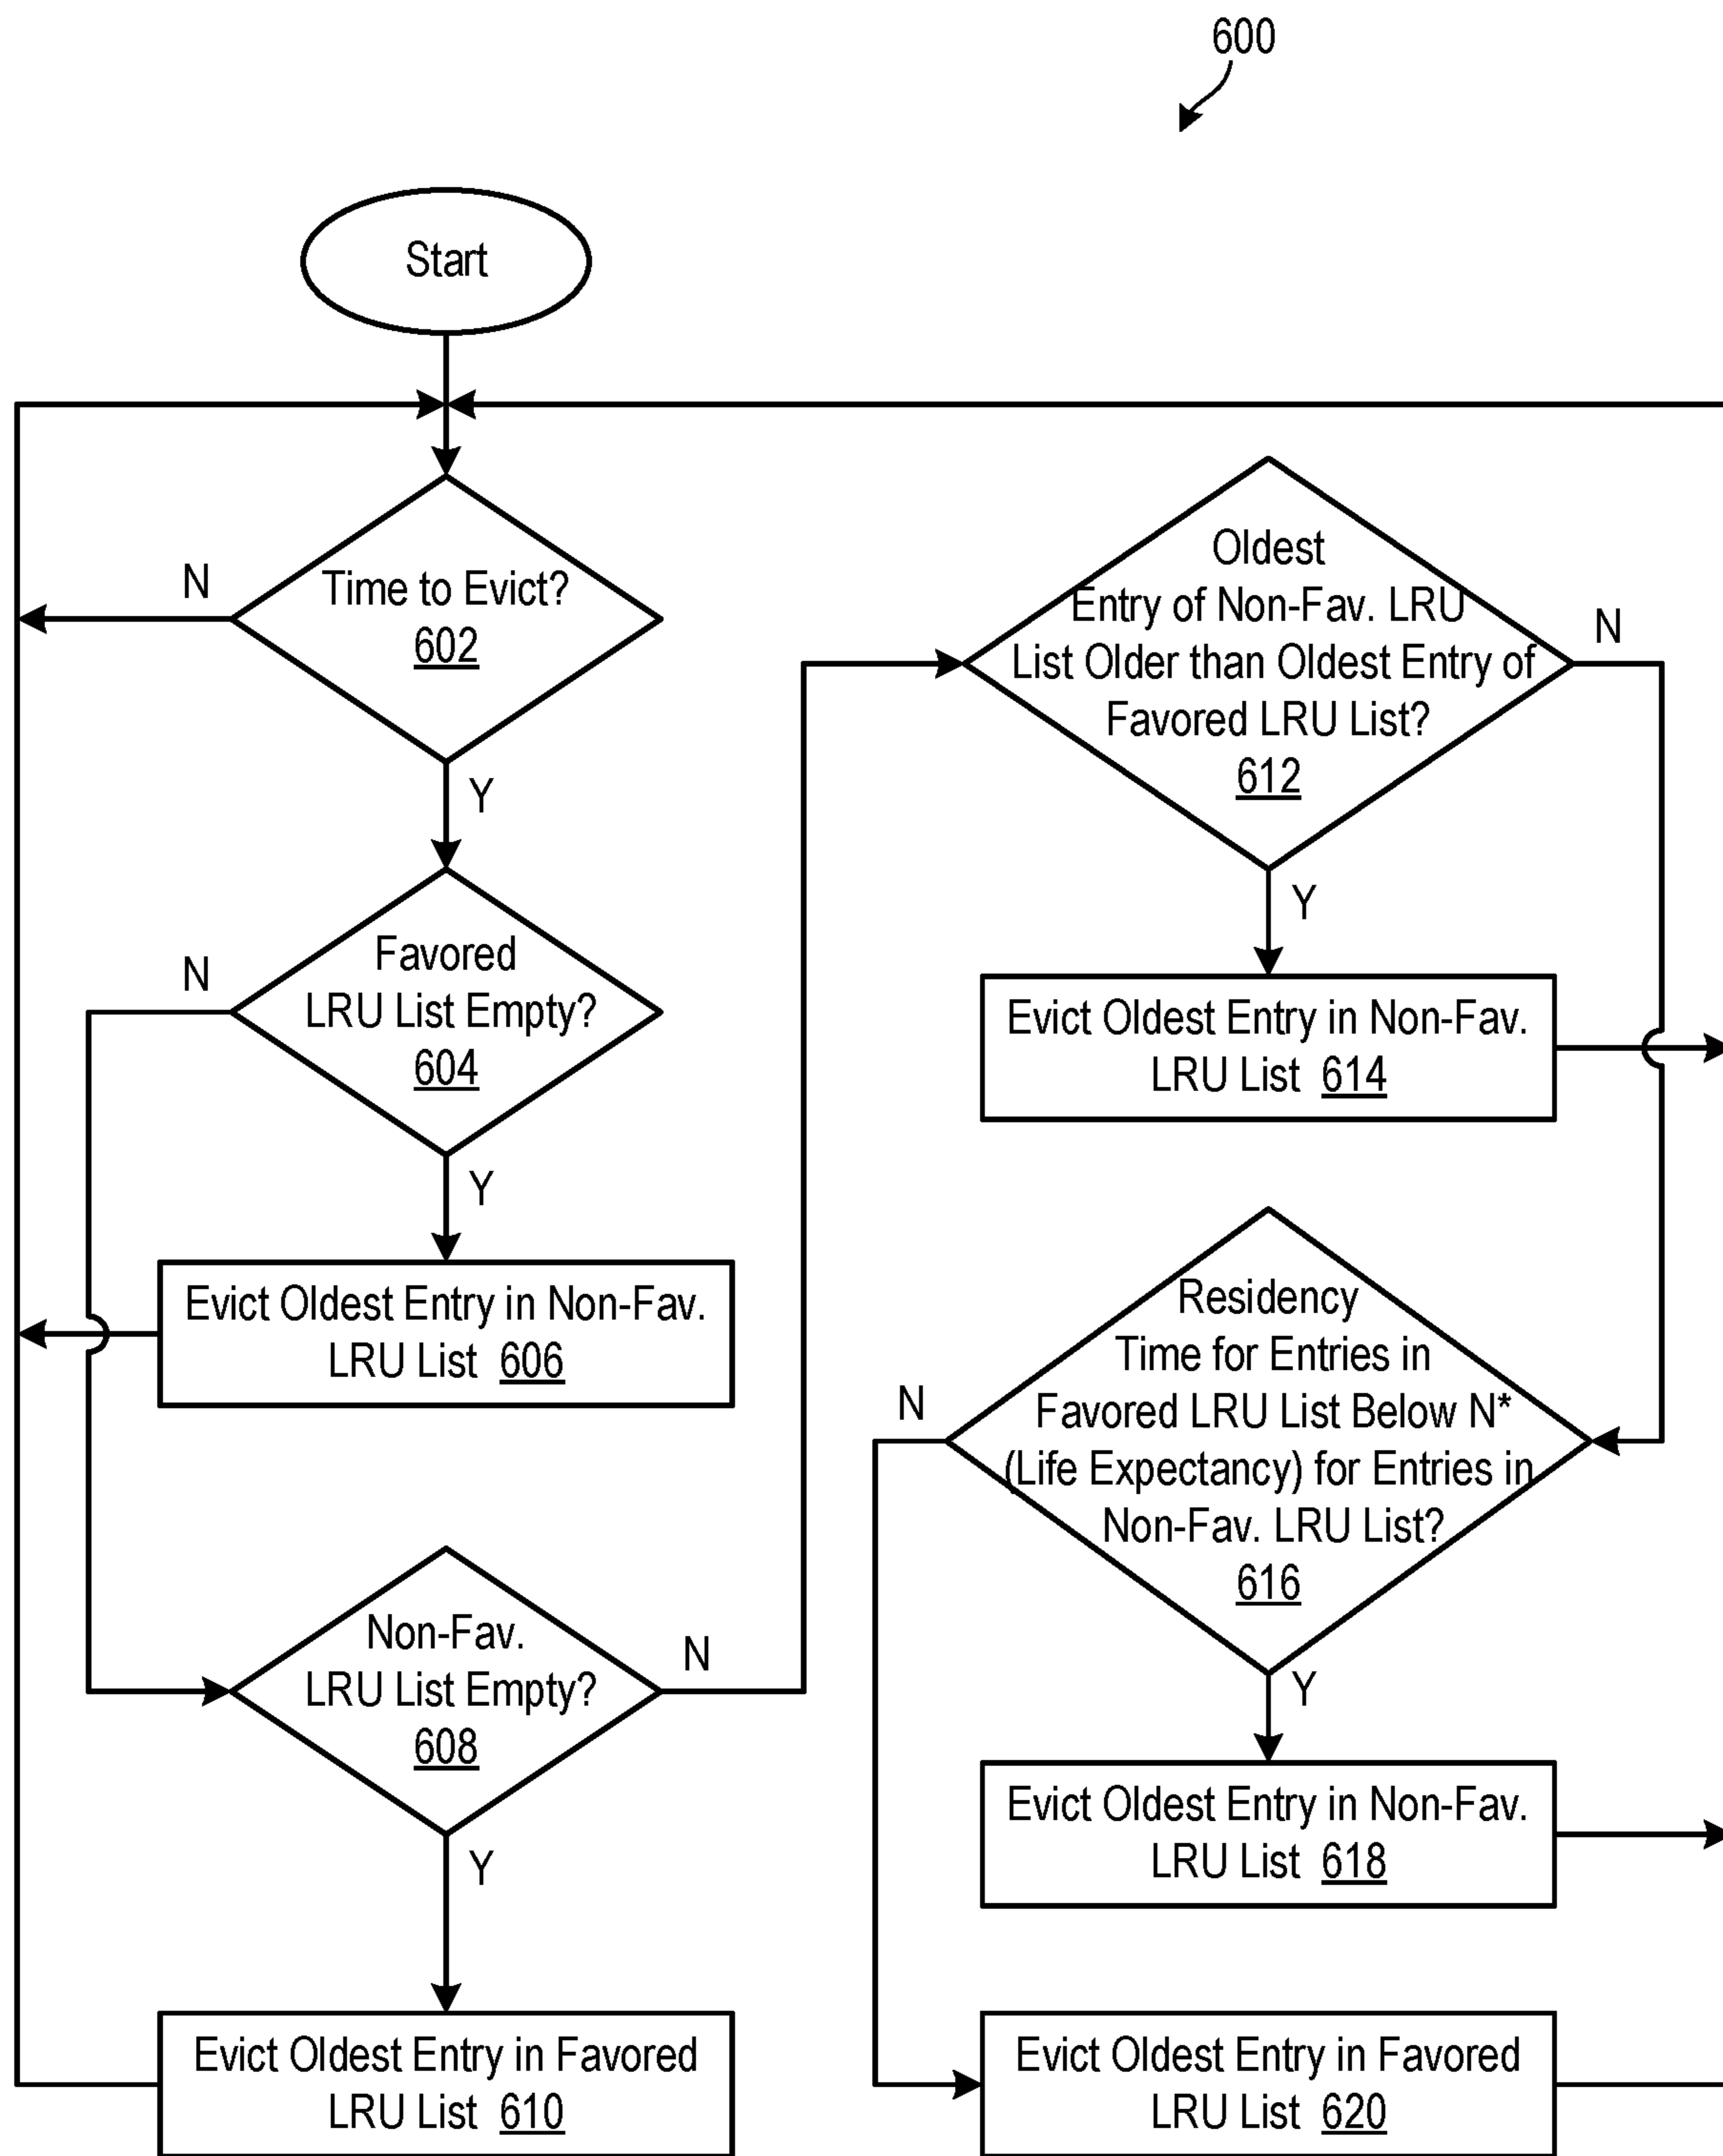 600
Start
Time to Evict?
602
N
Y
Favored
LRU List Empty?
604
N
Y
Evict Oldest Entry in Non-Fav.
LRU List 606
Non-Fav.
LRU List Empty?
608
N
Y
Evict Oldest Entry in Favored
LRU List 610
Oldest
Entry of Non-Fav. LRU
List Older than Oldest Entry of
Favored LRU List?
612
N
Y
Evict Oldest Entry in Non-Fav.
LRU List 614
Residency
Time for Entries in
Favored LRU List Below N*
(Life Expectancy) for Entries in
Non-Fav. LRU List?
616
N
Y
Evict Oldest Entry in Non-Fav.
LRU List 618
Evict Oldest Entry in Favored
LRU List 620